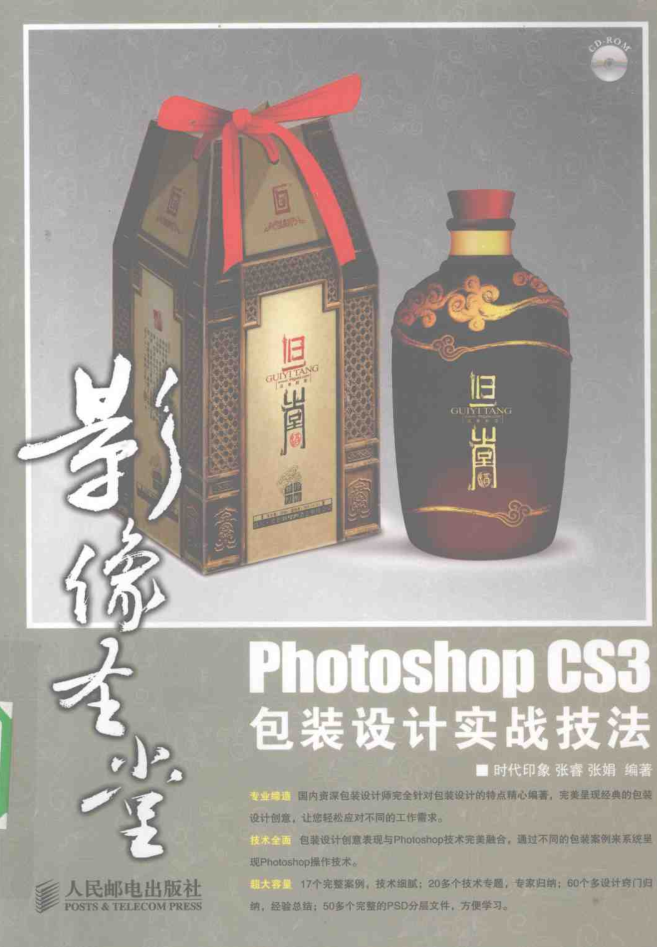 CD-ROM
GUIYI TANG
GUIYI TANG
影像圣堂
Photoshop CS3
包装设计实战技法
■ 时代印象 张睿 张娟 编著
专业缔造 国内资深包装设计师完全针对包装设计的特点精心编著,完美呈现经典的包装
设计创意,让您轻松应对不同的工作需求。
技术全面 包装设计创意表现与Photoshop技术完美融合,通过不同的包装案例来系统呈
现Photoshop操作技术。
超大容量 17个完整案例,技术细腻;20多个技术专题,专家归纳;60个多设计窍门归
纳,经验总结;50多个完整的PSD分层文件,方便学习。
人民邮电出版社
POSTS & TELECOM PRESS